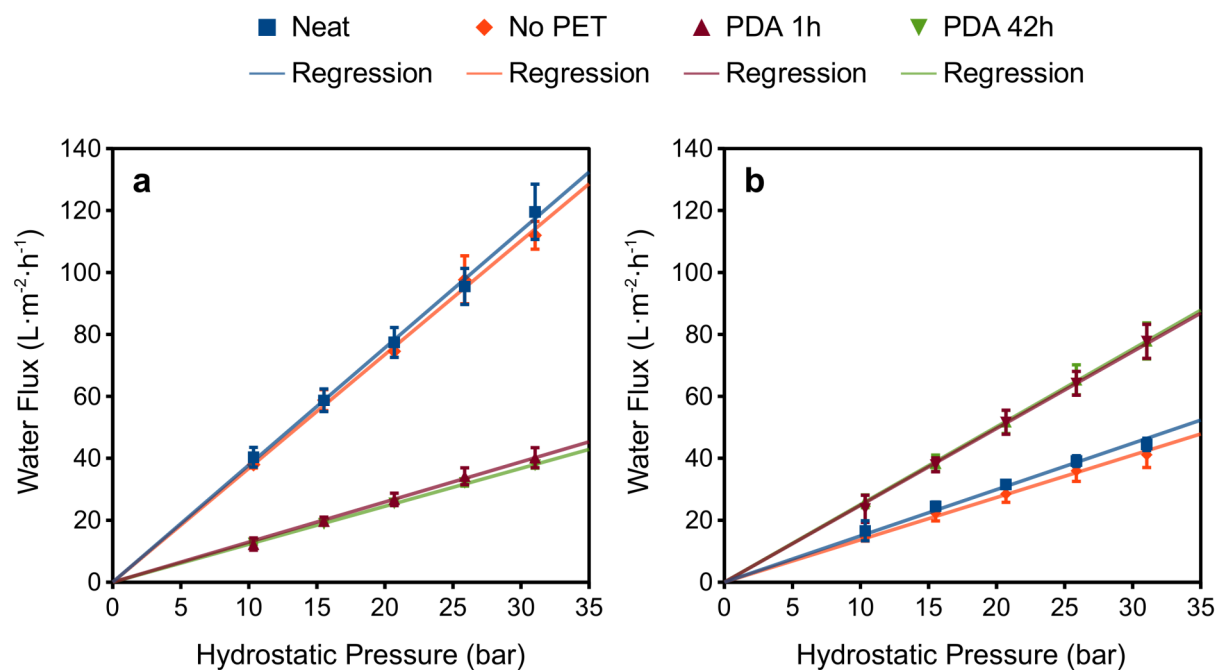 Neat No PET PDA 1h PDA 42h
Regression Regression Regression Regression
a
140
120
100
80
60
40
20
0
Water Flux (L·m⁻²·h⁻¹)
0 5 10 15 20 25 30 35
Hydrostatic Pressure (bar)
b
140
120
100
80
60
40
20
0
Water Flux (L·m⁻²·h⁻¹)
0 5 10 15 20 25 30 35
Hydrostatic Pressure (bar)